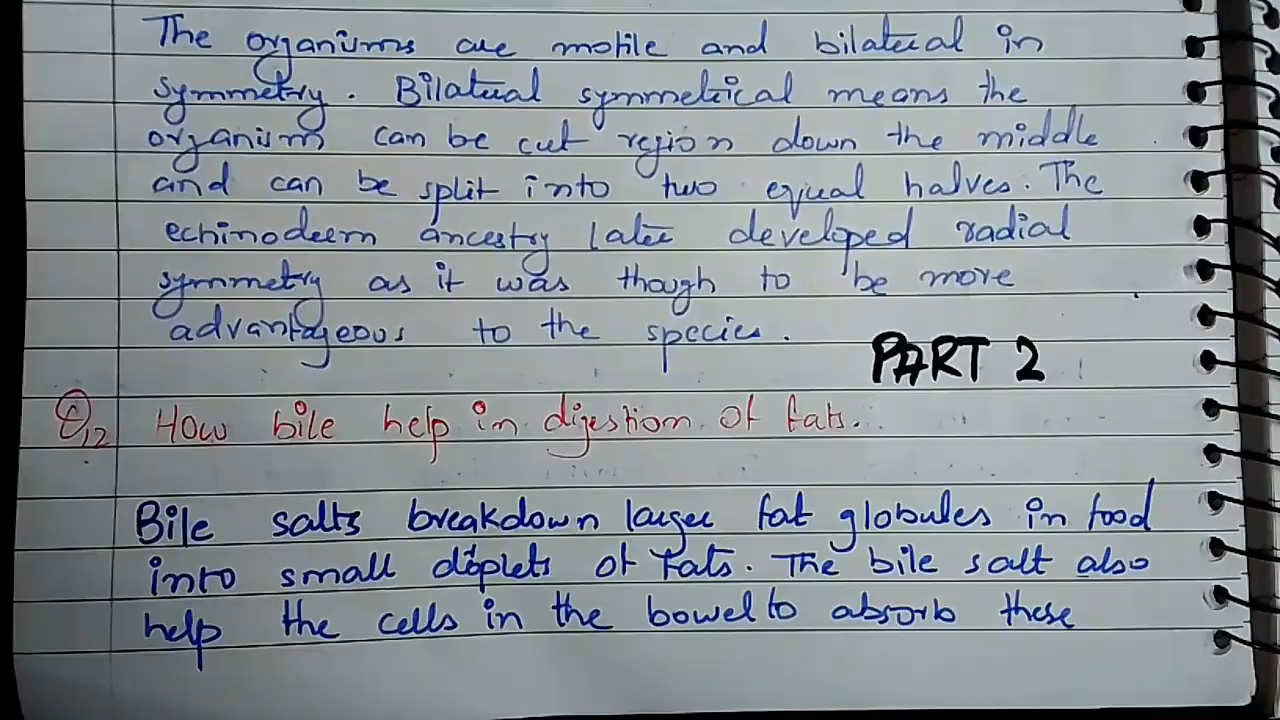 The organisms are motile and bilateral in
symmetry. Bilateral symmetrical means the
organism can be cut region down the middle
and can be split into two equal halves. The
echinoderm ancestry later developed radial
symmetry as it was though to be more
advantageous to the species.
PART 2
Q12 How bile help in digestion of fats.
Bile salts breakdown larger fat globules in food
into small droplets of fats. The bile salt also
help the cells in the bowel to absorb these